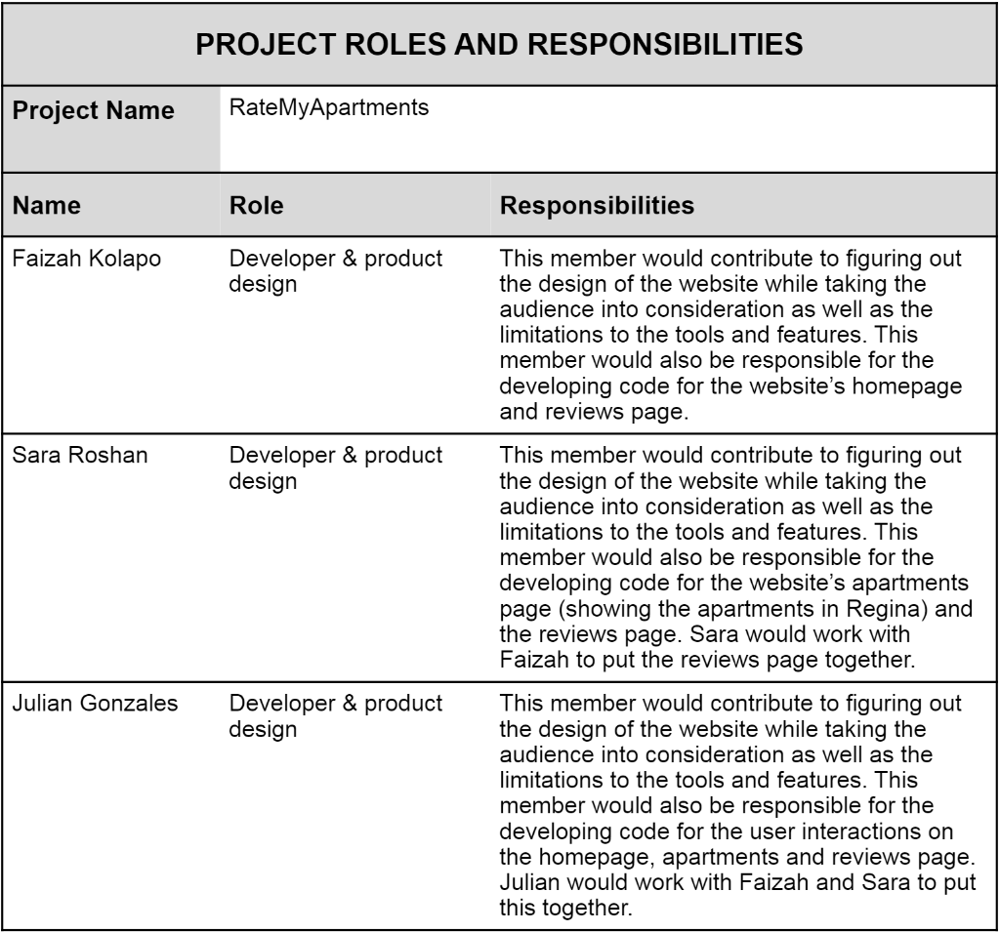 PROJECT ROLES AND RESPONSIBILITIES
Project Name
RateMyApartments
Name
Role
Responsibilities
Faizah Kolapo
Developer & product
design
This member would contribute to figuring out
the design of the website while taking the
audience into consideration as well as the
limitations to the tools and features. This
member would also be responsible for the
developing code for the website’s homepage
and reviews page.
Sara Roshan
Developer & product
design
This member would contribute to figuring out
the design of the website while taking the
audience into consideration as well as the
limitations to the tools and features. This
member would also be responsible for the
developing code for the website’s apartments
page (showing the apartments in Regina) and
the reviews page. Sara would work with
Faizah to put the reviews page together.
Julian Gonzales
Developer & product
design
This member would contribute to figuring out
the design of the website while taking the
audience into consideration as well as the
limitations to the tools and features. This
member would also be responsible for the
developing code for the user interactions on
the homepage, apartments and reviews page.
Julian would work with Faizah and Sara to put
this together.